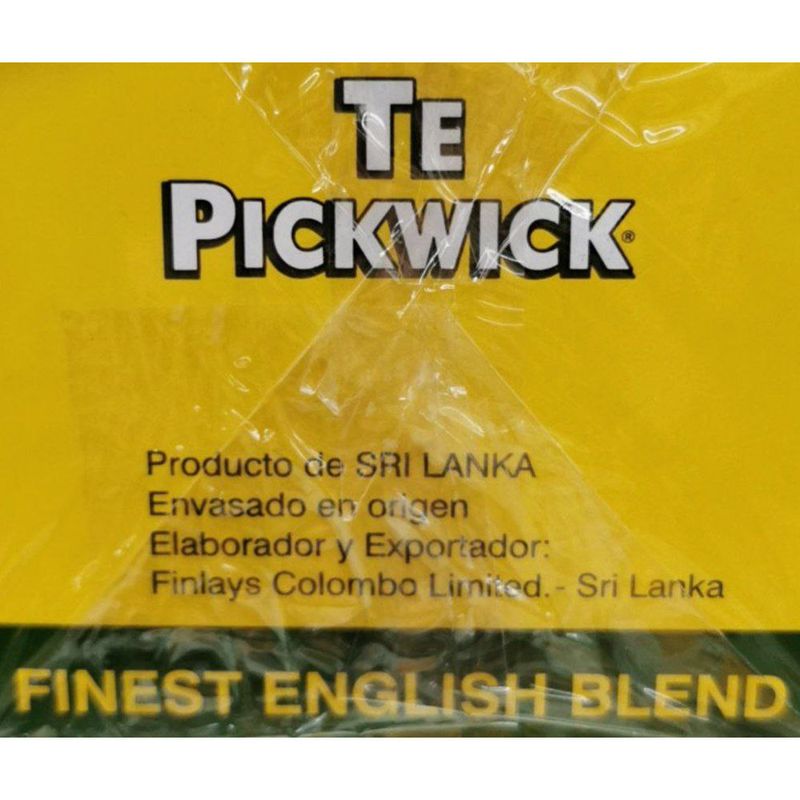 TE
PICKWICK®
Producto de SRI LANKA
Envasado en origen
Elaborador y Exportador:
Finlays Colombo Limited.- Sri Lanka
FINEST ENGLISH BLEND